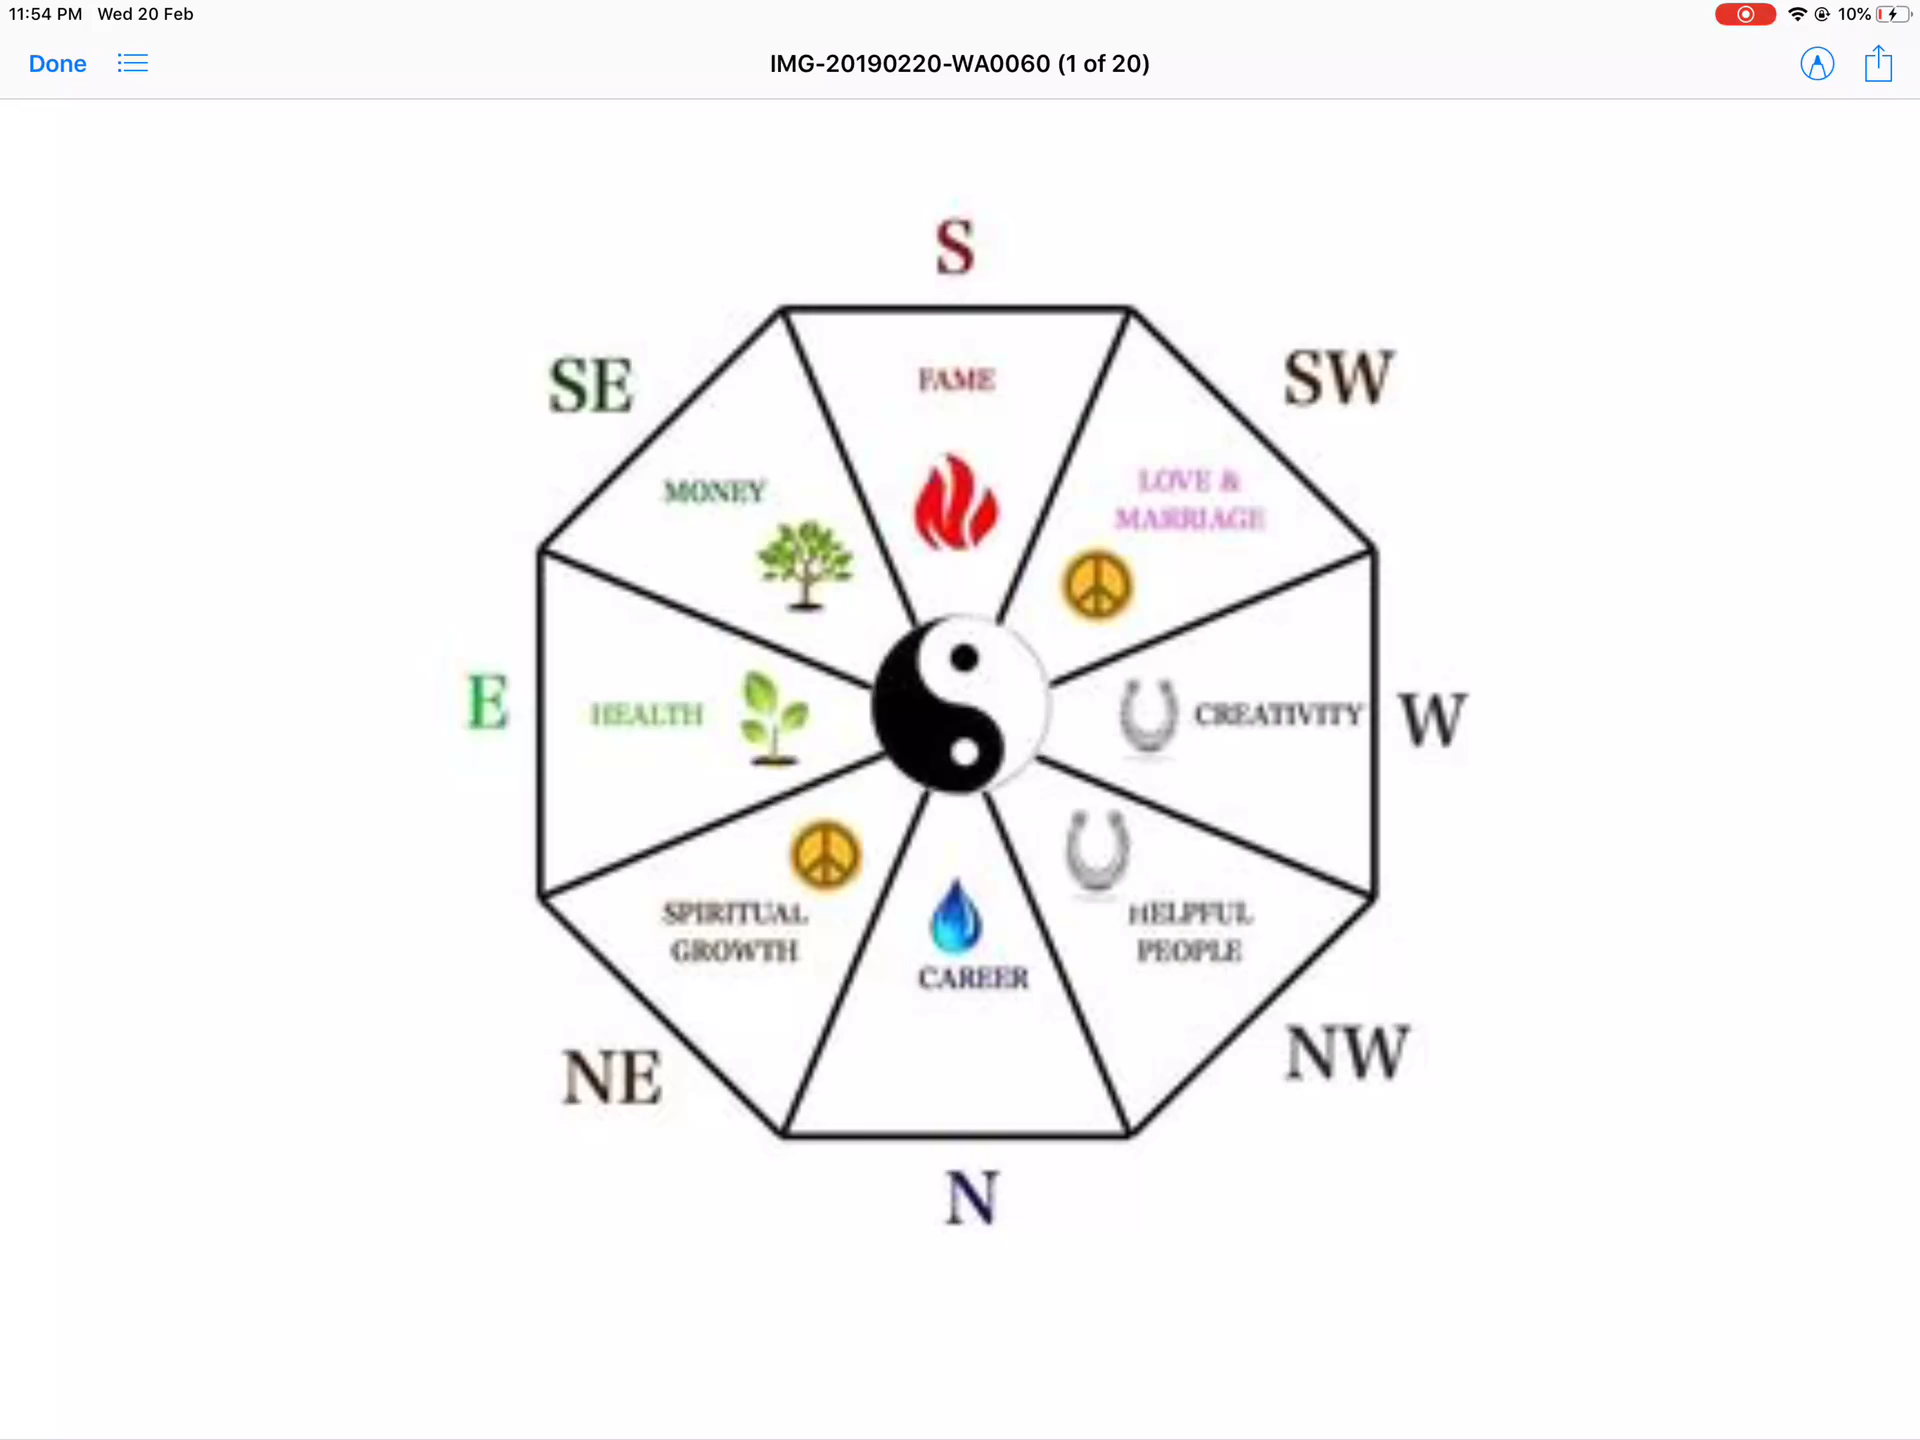 11:54 PM Wed 20 Feb
10%
Done
IMG-20190220-WA0060 (1 of 20)
S
SE
SW
FAME
MONEY
LOVE &
MARRIAGE
E
HEALTH
CREATIVITY
W
SPIRITUAL
GROWTH
CAREER
HELPFUL
PEOPLE
NE
NW
N